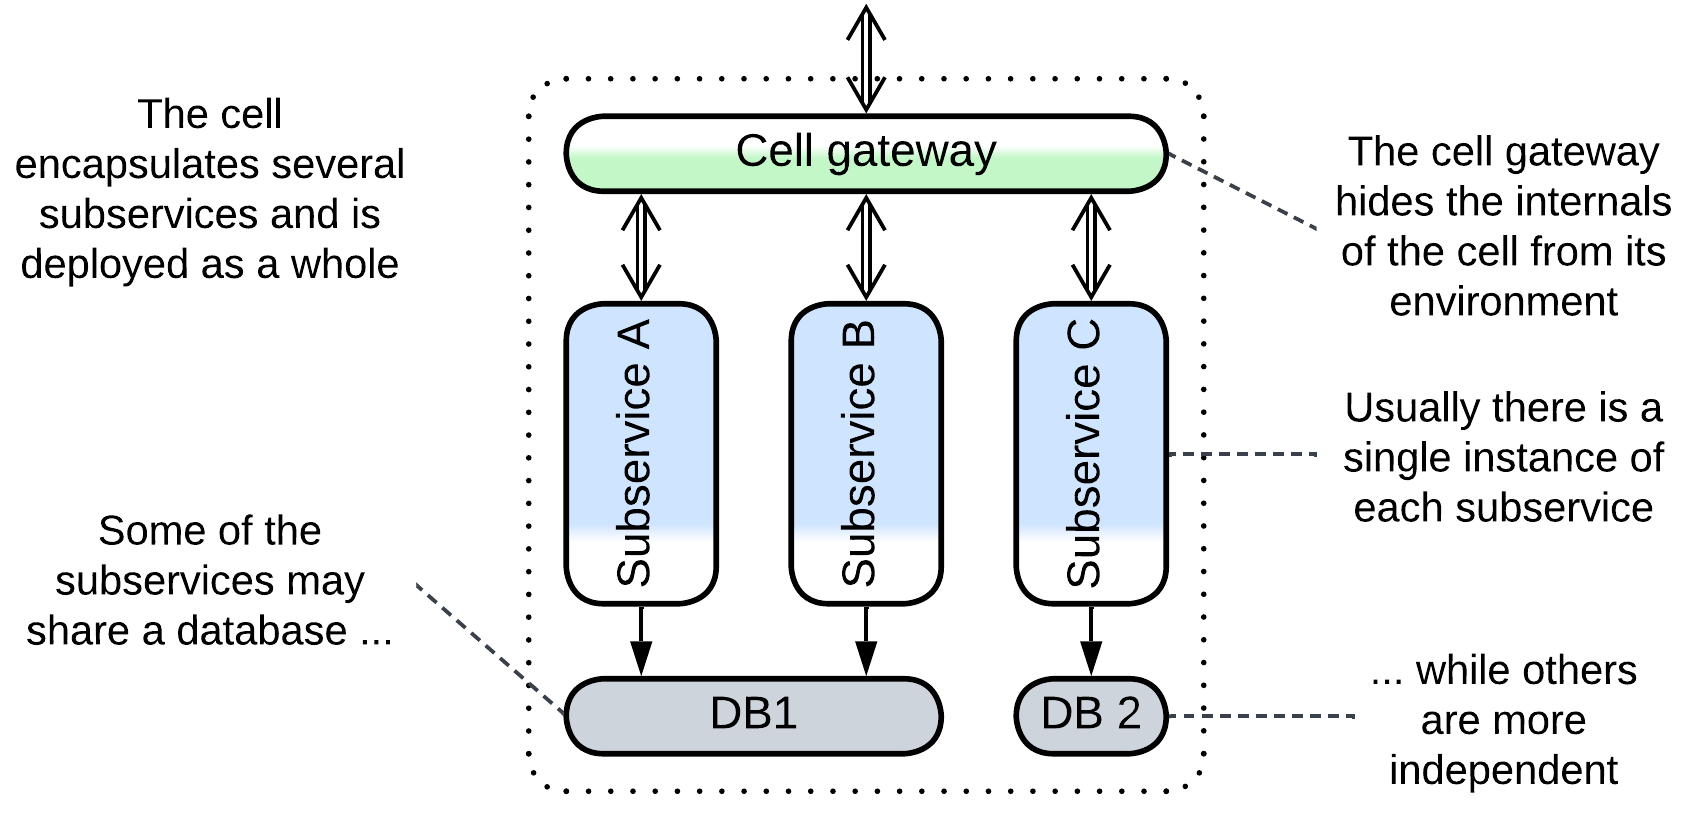 The cell
encapsulates several
subservices and is
deployed as a whole
Cell gateway
The cell gateway
hides the internals
of the cell from its
environment
Subservice A
Subservice B
Subservice C
Usually there is a
single instance of
each subservice
Some of the
subservices may
share a database ...
DB1
DB 2
... while others
are more
independent